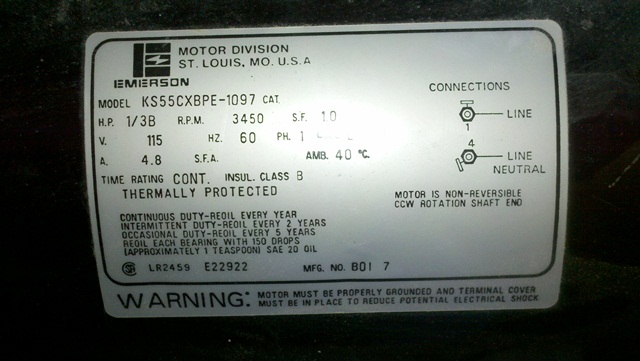 MOTOR DIVISION
ST. LOUIS, MO. U.S.A
EMERSON
MODEL KS55CXBPE-1097 CAT.
H.P. 1/3B R.P.M. 3450 S.F. 1.0
V. 115 HZ. 60 PH. 1
A. 4.8 S.F.A. AMB. 40 °C.
TIME RATING CONT. INSUL. CLASS B
THERMALLY PROTECTED
CONTINUOUS DUTY-REOIL EVERY YEAR
INTERMITTENT DUTY-REOIL EVERY 2 YEARS
OCCASIONAL DUTY-REOIL EVERY 5 YEARS
REOIL EACH BEARING WITH 150 DROPS
(APPROXIMATELY 1 TEASPOON) SAE 20 OIL
LR2459 E22922 MFG. NO. B01 7
CONNECTIONS
LINE
1
4
LINE
NEUTRAL
MOTOR IS NON-REVERSIBLE
CCW ROTATION SHAFT END
WARNING: MOTOR MUST BE PROPERLY GROUNDED AND TERMINAL COVER
MUST BE IN PLACE TO REDUCE POTENTIAL ELECTRICAL SHOCK